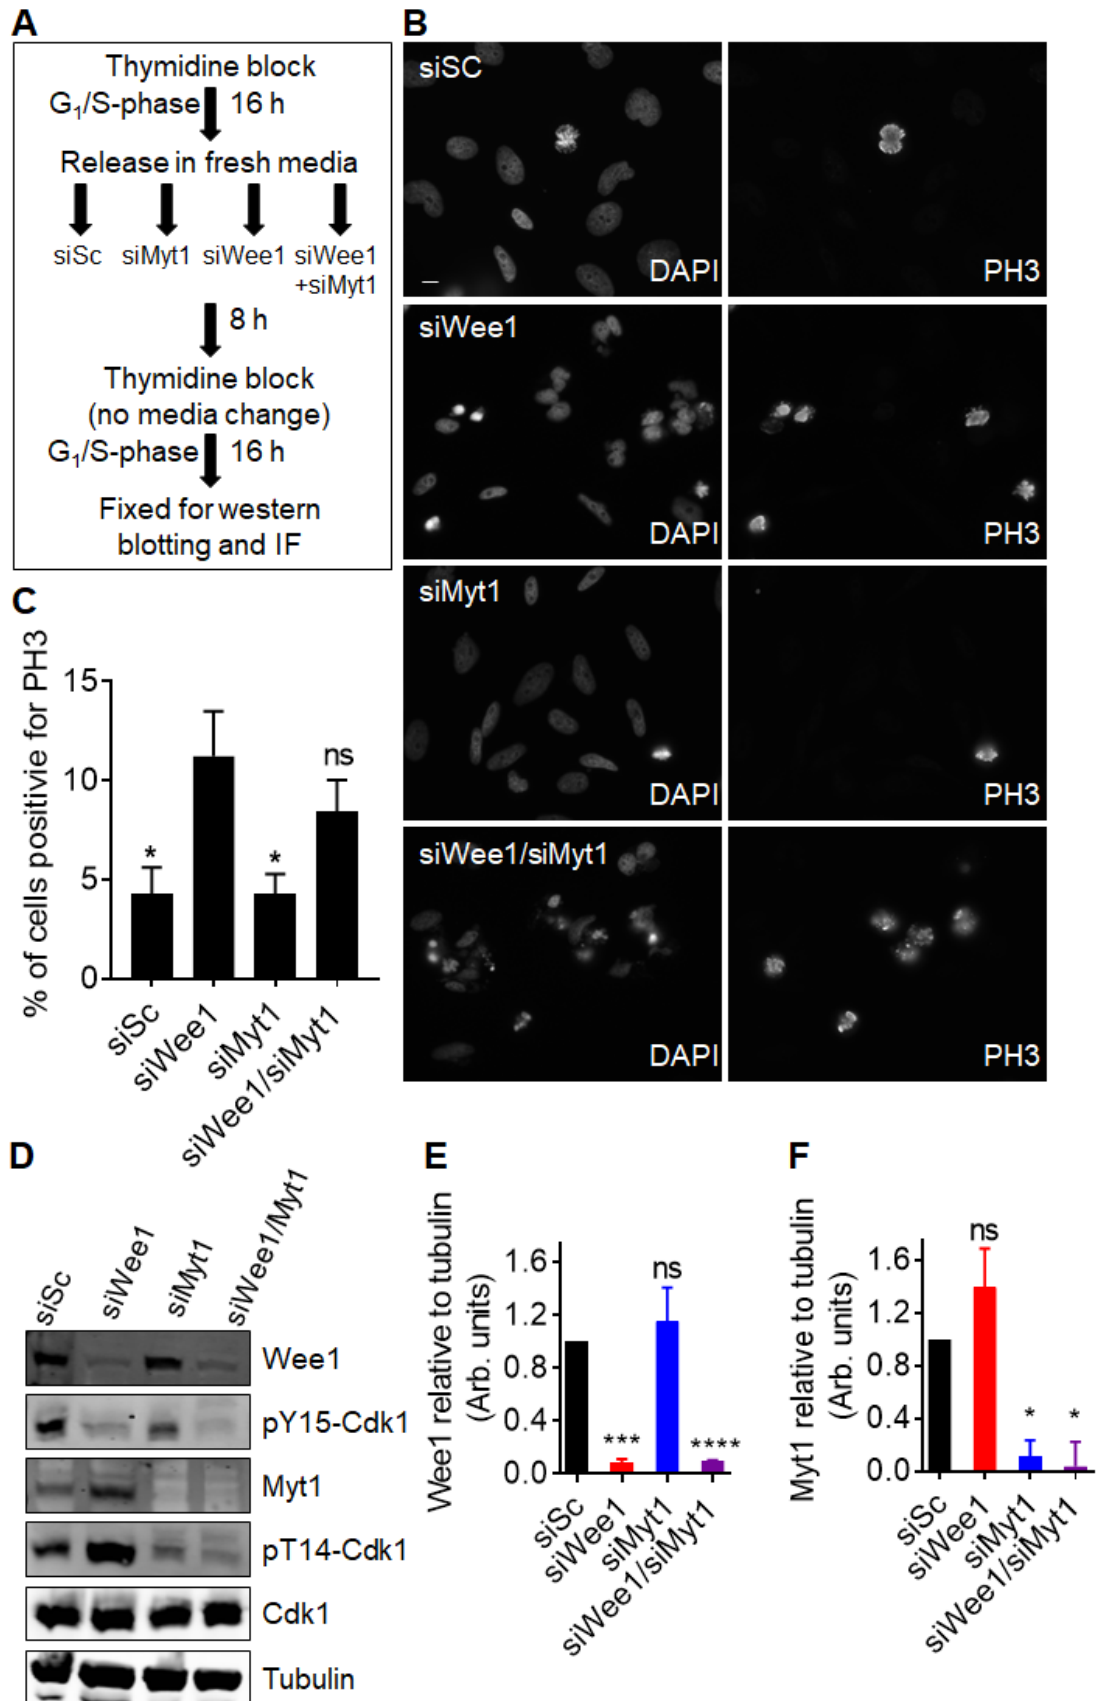 A
Thymidine block
G1/S-phase 16 h
Release in fresh media
siSc siMyt1 siWee1 siWee1
+siMyt1
8 h
Thymidine block
(no media change)
G1/S-phase 16 h
Fixed for western
blotting and IF
B
siSC
DAPI PH3
siWee1
DAPI PH3
siMyt1
DAPI PH3
siWee1/siMyt1
DAPI PH3
C
% of cells positivie for PH3
15
10
5
0
* * ns
siSc siWee1 siMyt1 siWee1/siMyt1
D
siSc siWee1 siMyt1 siWee1/Myt1
Wee1
pY15-Cdk1
Myt1
pT14-Cdk1
Cdk1
Tubulin
E
Wee1 relative to tubulin
(Arb. units)
1.6
1.2
0.8
0.4
0.0
*** ns ****
siSc siWee1 siMyt1 siWee1/siMyt1
F
Myt1 relative to tubulin
(Arb. units)
1.6
1.2
0.8
0.4
0.0
ns * *
siSc siWee1 siMyt1 siWee1/siMyt1